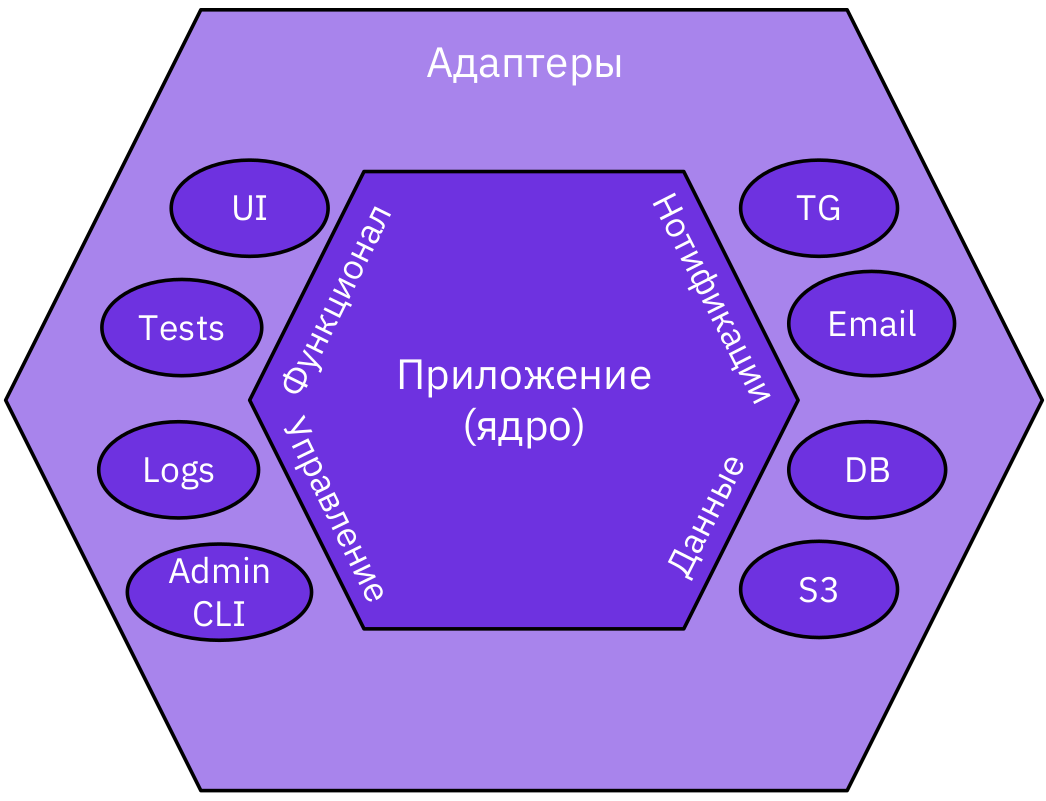 Адаптеры
UI
TG
Функционал
Нотификации
Tests
Email
Приложение
(ядро)
Управление
Данные
Logs
DB
Admin
CLI
S3